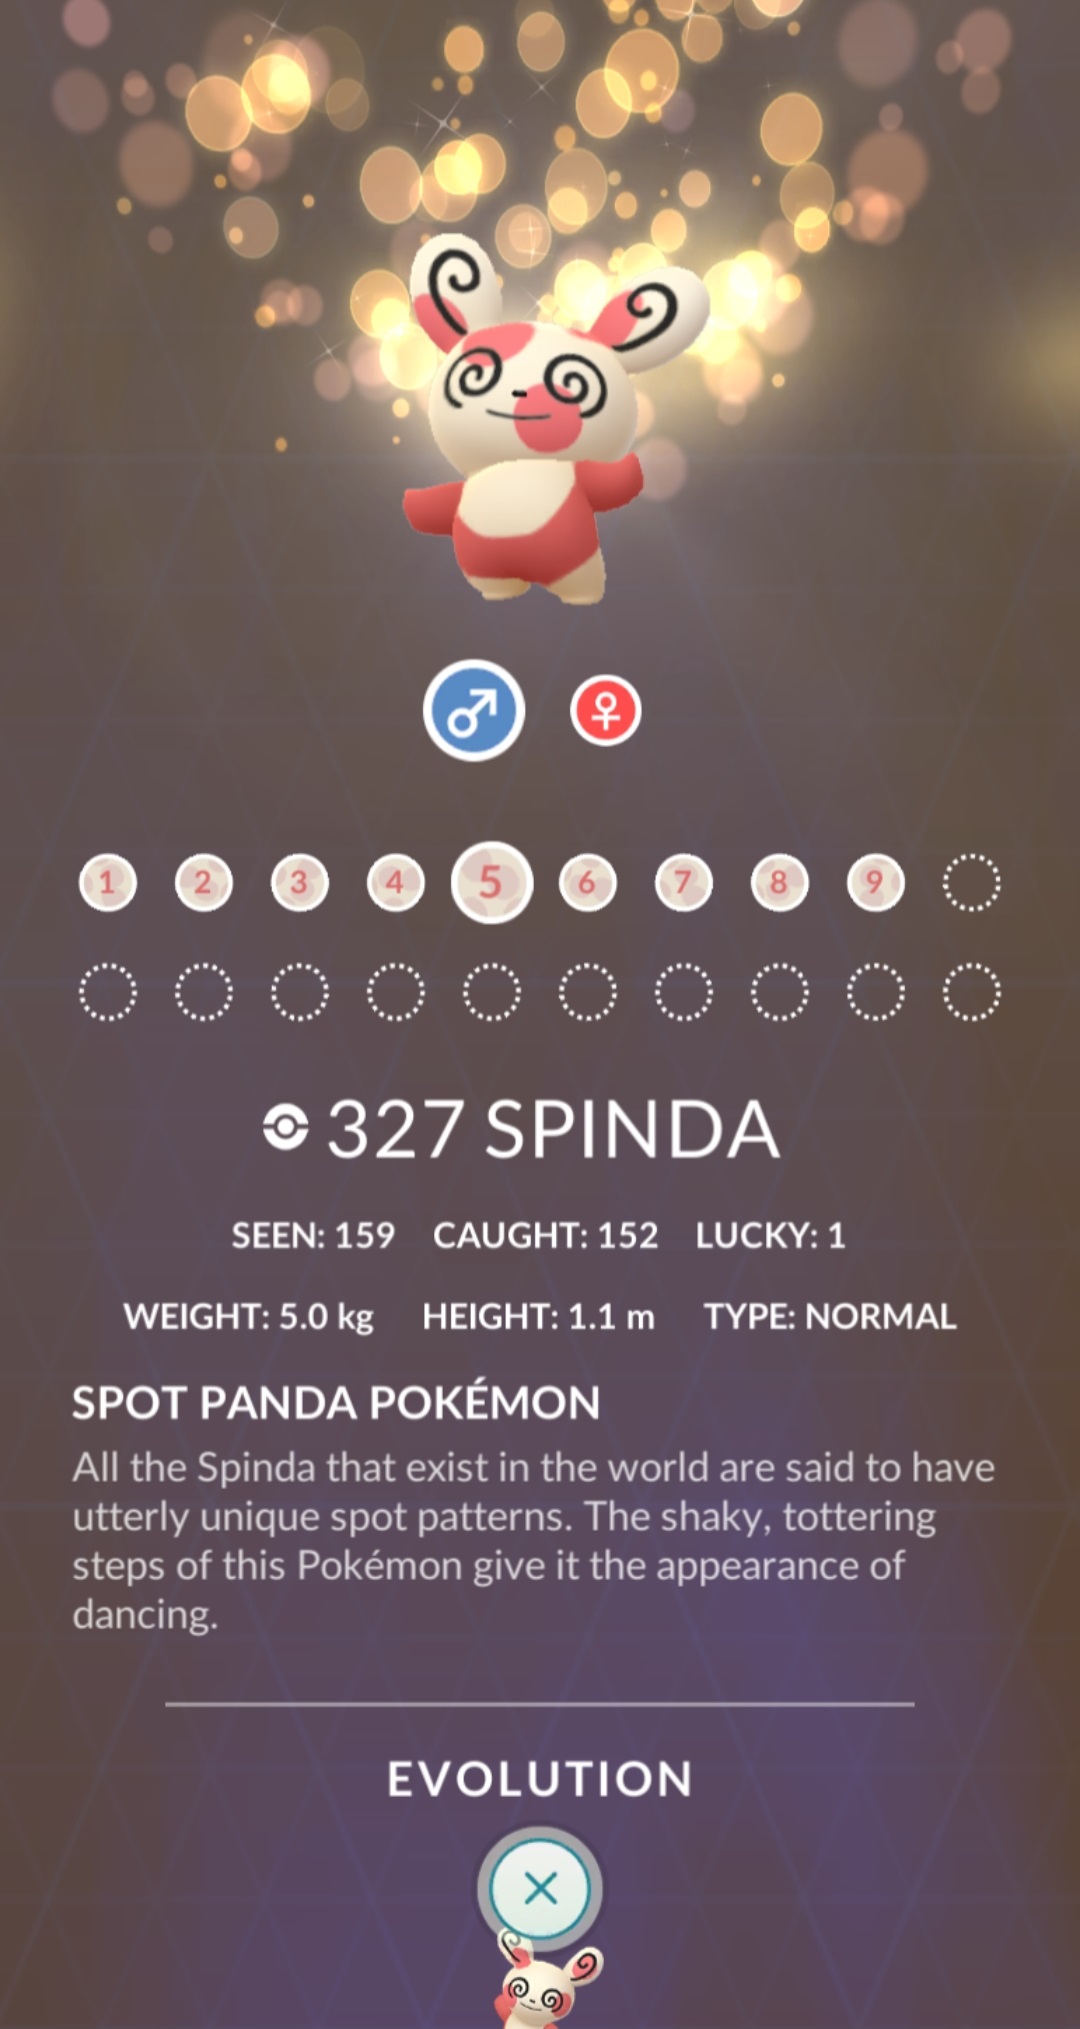 1 2 3 4 5 6 7 8 9
327 SPINDA
SEEN: 159 CAUGHT: 152 LUCKY: 1
WEIGHT: 5.0 kg HEIGHT: 1.1 m TYPE: NORMAL
SPOT PANDA POKÉMON
All the Spinda that exist in the world are said to have
utterly unique spot patterns. The shaky, tottering
steps of this Pokémon give it the appearance of
dancing.
EVOLUTION